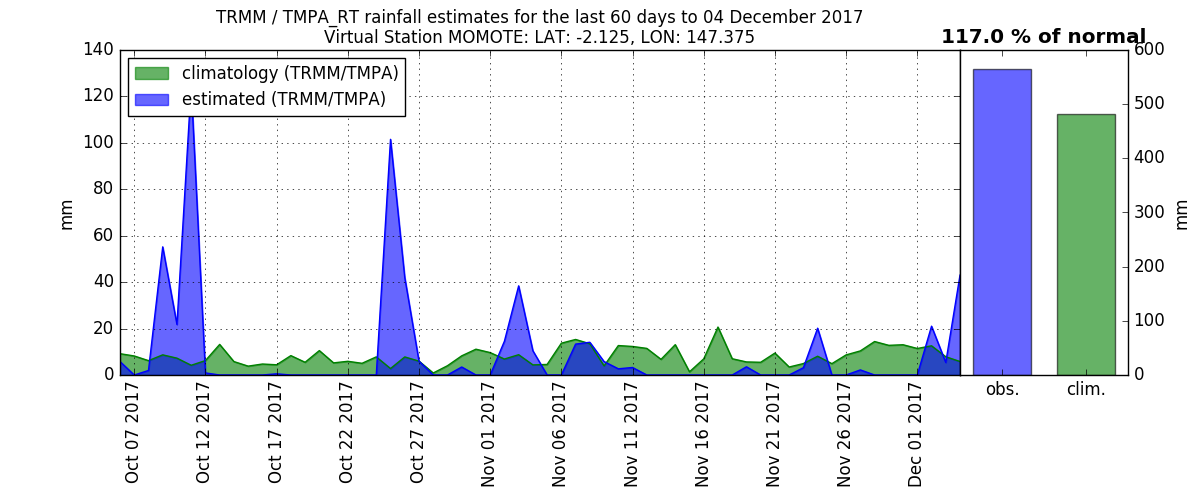 TRMM / TMPA_RT rainfall estimates for the last 60 days to 04 December 2017
Virtual Station MOMOTE: LAT: -2.125, LON: 147.375
117.0 % of normal
climatology (TRMM/TMPA)
estimated (TRMM/TMPA)
140
120
100
80
60
40
20
0
mm
Oct 07 2017
Oct 12 2017
Oct 17 2017
Oct 22 2017
Oct 27 2017
Nov 01 2017
Nov 06 2017
Nov 11 2017
Nov 16 2017
Nov 21 2017
Nov 26 2017
Dec 01 2017
obs.
clim.
600
500
400
300
200
100
0
mm